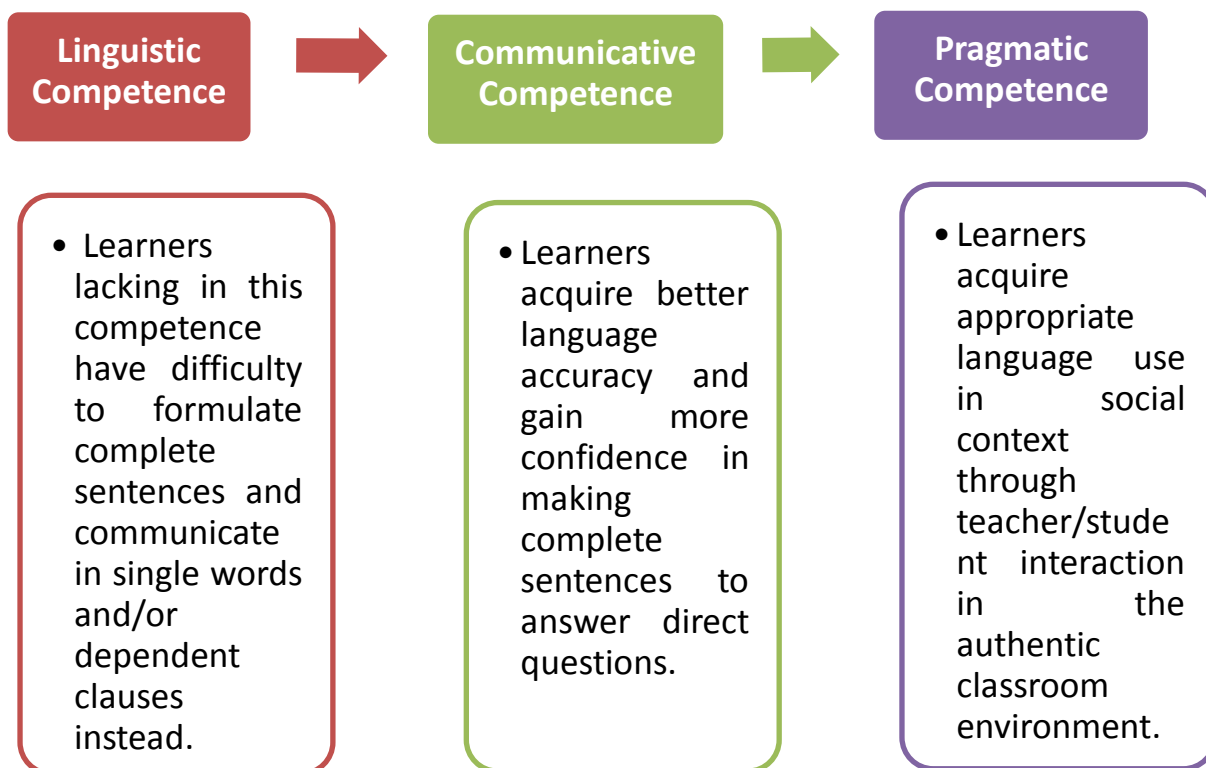 Linguistic
Competence
Communicative
Competence
Pragmatic
Competence
• Learners
lacking in this
competence
have difficulty
to formulate
complete
sentences and
communicate
in single words
and/or
dependent
clauses
instead.
• Learners
acquire better
language
accuracy and
gain more
confidence in
making
complete
sentences to
answer direct
questions.
• Learners
acquire
appropriate
language use
in social
context
through
teacher/stude
nt interaction
in the
authentic
classroom
environment.